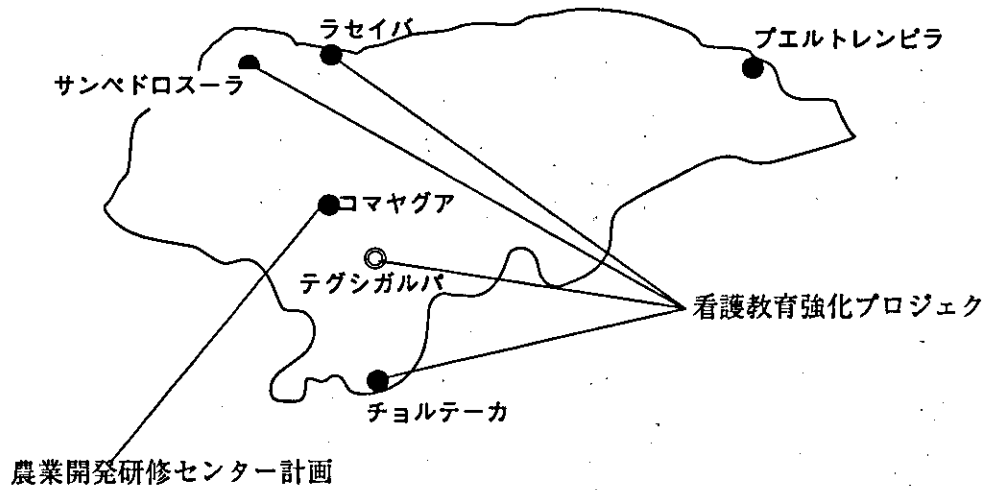 ラセイバ
プエルトレンピラ
サンペドロスーラ
コマヤグア
テグシガルパ
看護教育強化プロジェク
チョルテーカ
農業開発研修センター計画